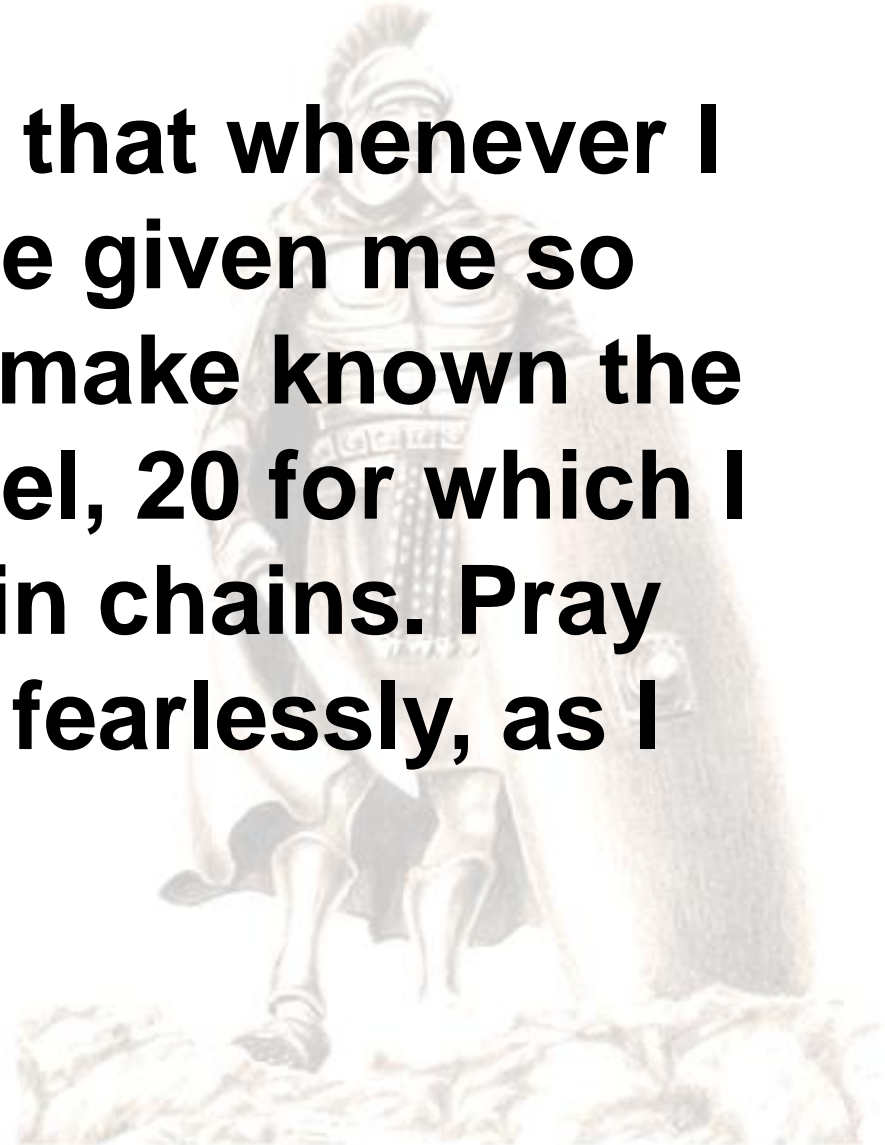 that whenever I
e given me so
make known the
el, 20 for which I
in chains. Pray
fearlessly, as I